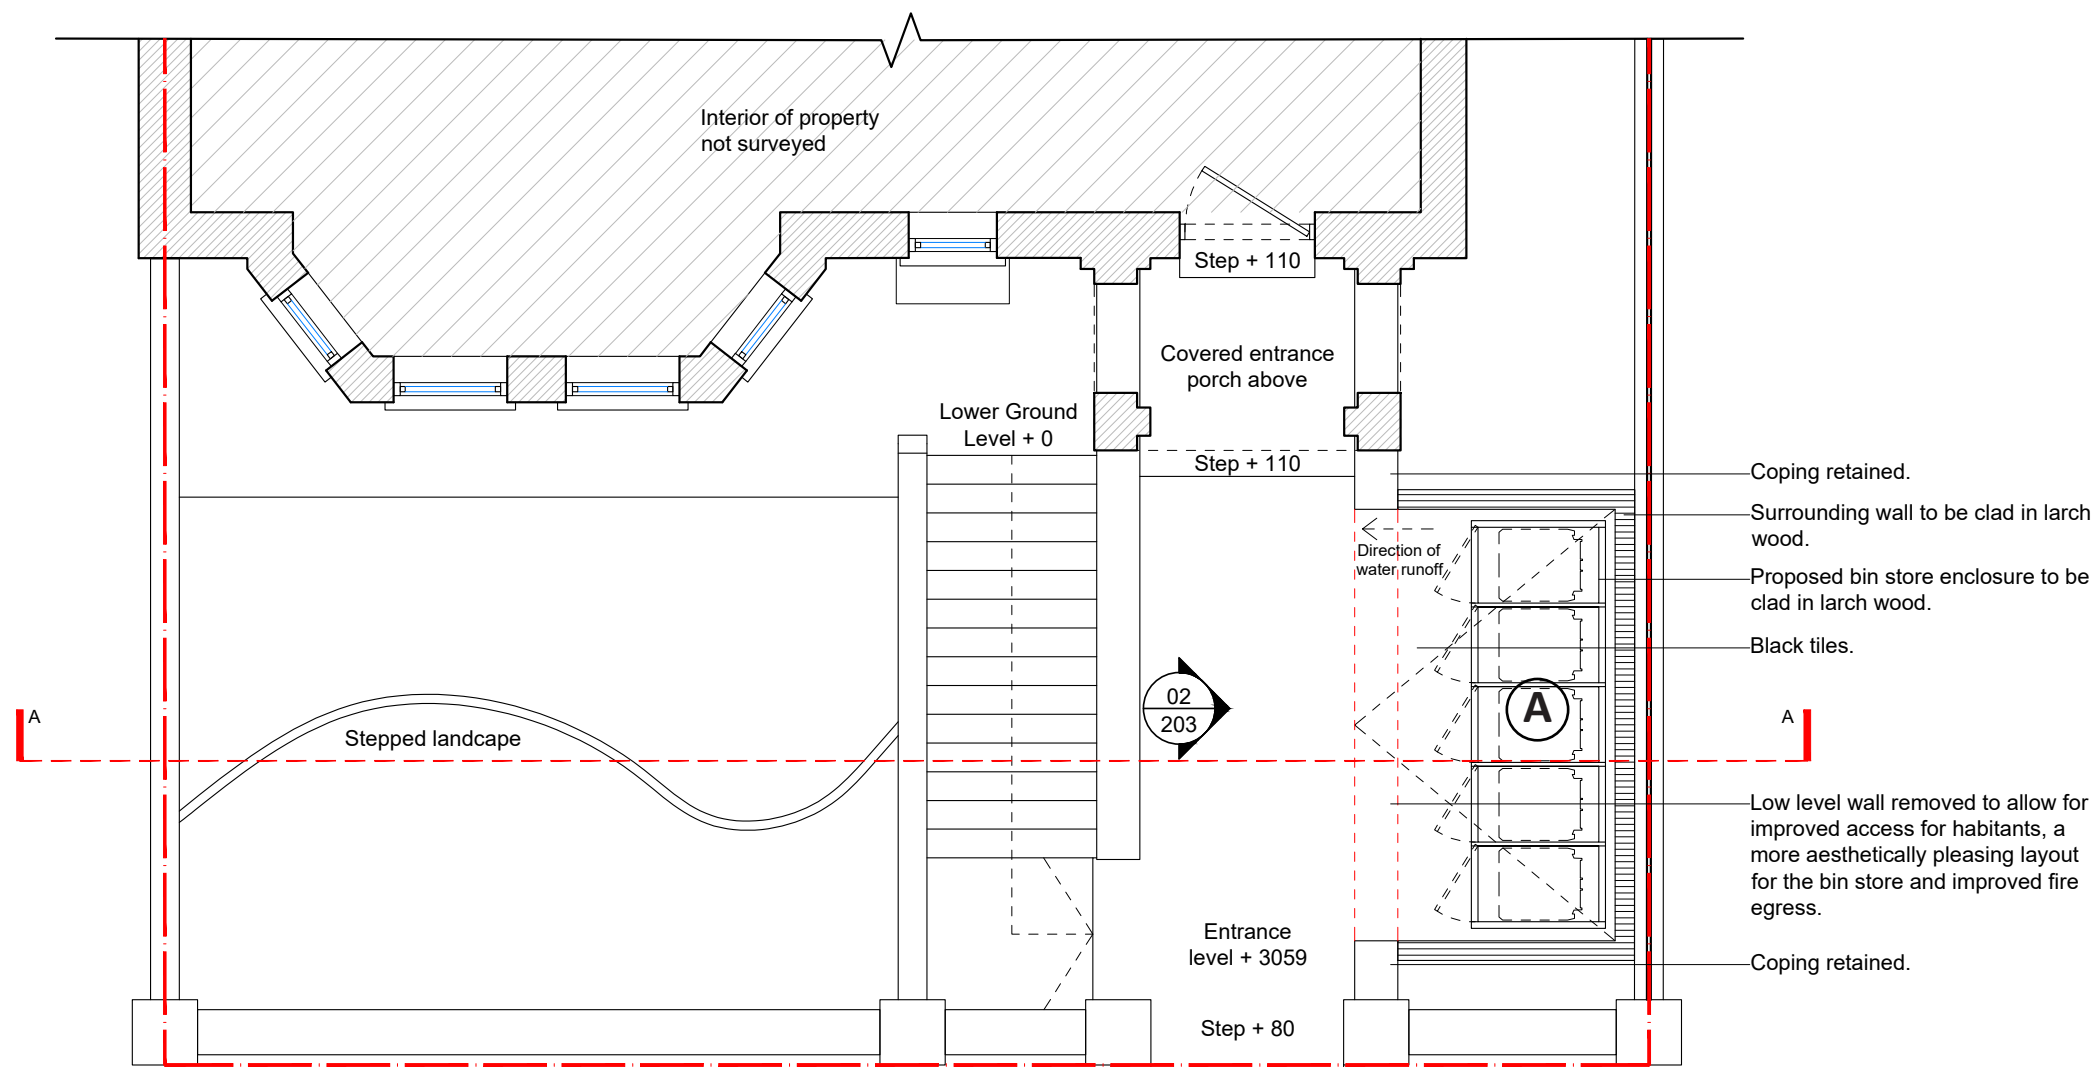 Interior of property
not surveyed
Step + 110
Covered entrance
porch above
Lower Ground
Level + 0
Step + 110
Coping retained.
Surrounding wall to be clad in larch
wood.
Direction of
water runoff
Proposed bin store enclosure to be
clad in larch wood.
Black tiles.
A
02
203
A
A
Stepped landcape
Low level wall removed to allow for
improved access for habitants, a
more aesthetically pleasing layout
for the bin store and improved fire
egress.
Entrance
level + 3059
Coping retained.
Step + 80